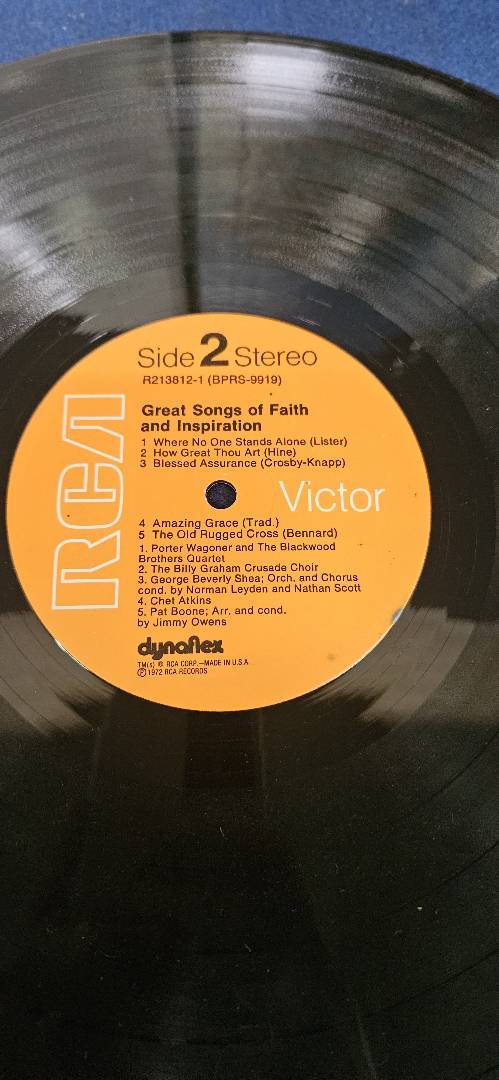 Side 2 Stereo
R213812-1 (BPRS-9919)
Great Songs of Faith
and Inspiration
1 Where No One Stands Alone (Lister)
2 How Great Thou Art (Hine)
3 Blessed Assurance (Crosby-Knapp)
RCA
Victor
4 Amazing Grace (Trad.)
5 The Old Rugged Cross (Bennard)
1. Porter Wagoner and The Blackwood
Brothers Quartet
2. The Billy Graham Crusade Choir
3. George Beverly Shea; Orch. and Chorus
cond. by Norman Leyden and Nathan Scott
4. Chet Atkins
5. Pat Boone; Arr. and cond.
by Jimmy Owens
dynaflex
TM(s) ® RCA CORP.—MADE IN U.S.A.
℗ 1972 RCA RECORDS